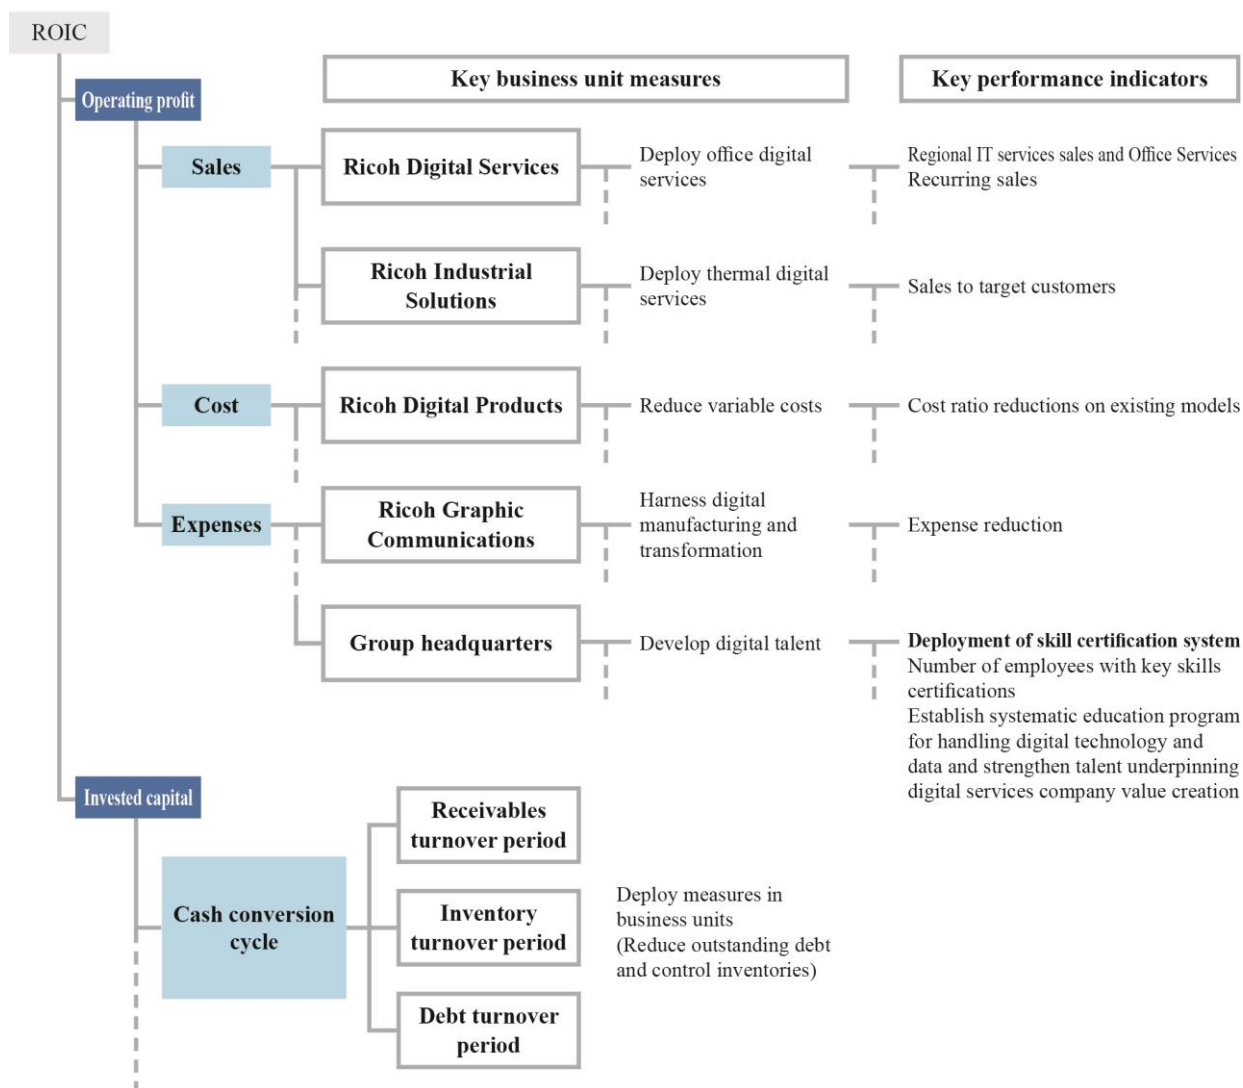 ROIC
Operating profit
Key business unit measures
Key performance indicators
Sales
Ricoh Digital Services
Deploy office digital
services
Regional IT services sales and Office Services
Recurring sales
Ricoh Industrial
Solutions
Deploy thermal digital
services
Sales to target customers
Cost
Ricoh Digital Products
Reduce variable costs
Cost ratio reductions on existing models
Expenses
Ricoh Graphic
Communications
Harness digital
manufacturing and
transformation
Expense reduction
Group headquarters
Develop digital talent
Deployment of skill certification system
Number of employees with key skills
certifications
Establish systematic education program
for handling digital technology and
data and strengthen talent underpinning
digital services company value creation
Invested capital
Cash conversion
cycle
Receivables
turnover period
Inventory
turnover period
Debt turnover
period
Deploy measures in
business units
(Reduce outstanding debt
and control inventories)